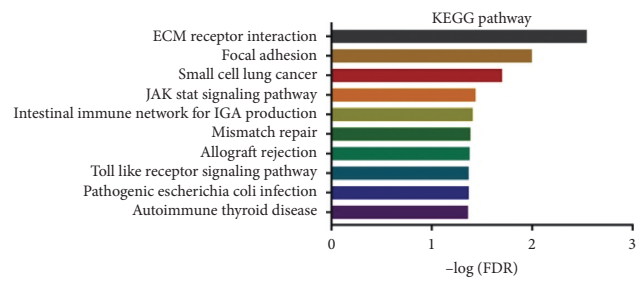 KEGG pathway
ECM receptor interaction
Focal adhesion
Small cell lung cancer
JAK stat signaling pathway
Intestinal immune network for IGA production
Mismatch repair
Allograft rejection
Toll like receptor signaling pathway
Pathogenic escherichia coli infection
Autoimmune thyroid disease
0 1 2 3
–log (FDR)